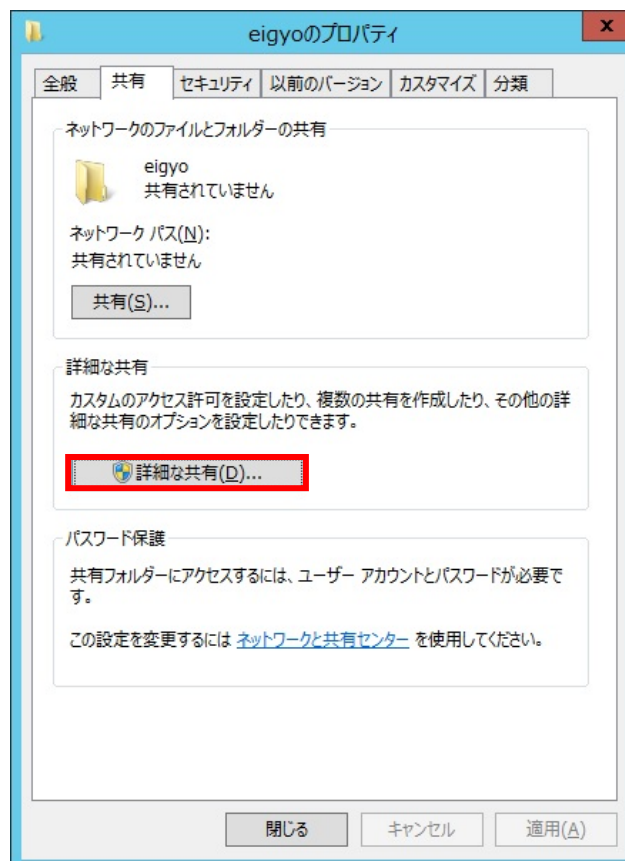 eigyoのプロパティ
x
全般 共有 セキュリティ 以前のバージョン カスタマイズ 分類
ネットワークのファイルとフォルダーの共有
eigyo
共有されていません
ネットワーク パス(N):
共有されていません
共有(S)...
詳細な共有
カスタムのアクセス許可を設定したり、複数の共有を作成したり、その他の詳
細な共有のオプションを設定したりできます。
詳細な共有(D)...
パスワード保護
共有フォルダーにアクセスするには、ユーザー アカウントとパスワードが必要で
す。
この設定を変更するには ネットワークと共有センター を使用してください。
閉じる キャンセル 適用(A)